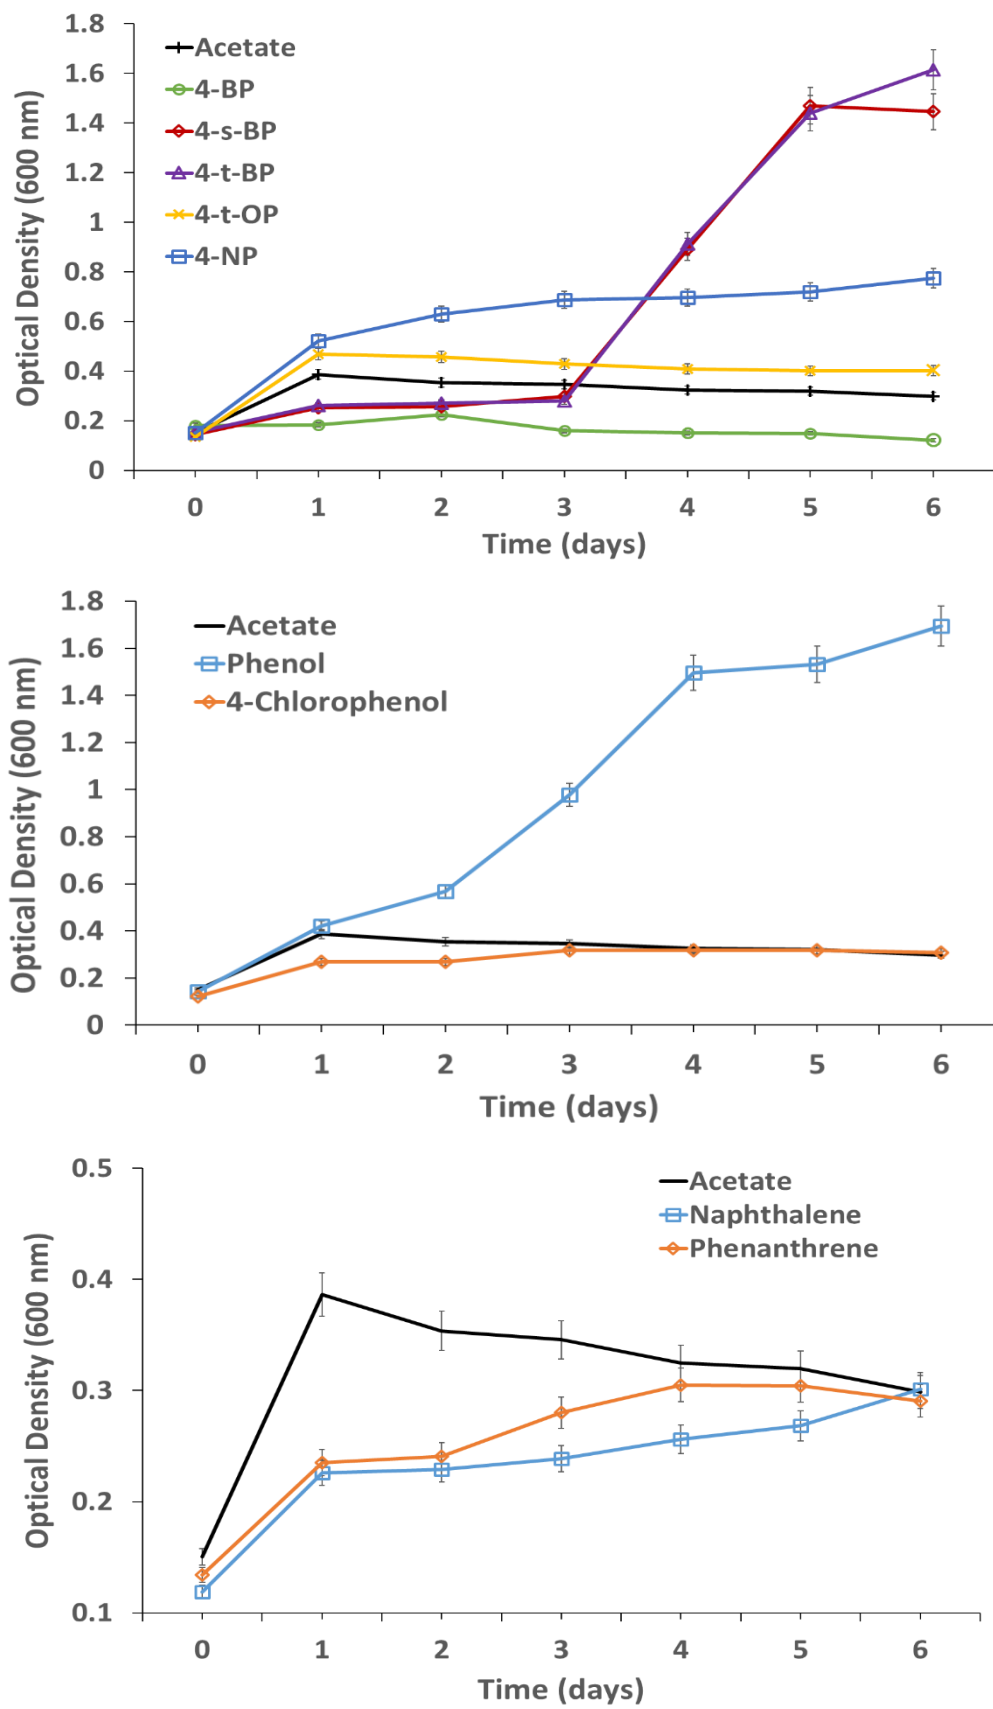 Optical Density (600 nm)
1.8
1.6
1.4
1.2
1
0.8
0.6
0.4
0.2
0
Acetate
4-BP
4-s-BP
4-t-BP
4-t-OP
4-NP
0 1 2 3 4 5 6
Time (days)
Optical Density (600 nm)
1.8
1.6
1.4
1.2
1
0.8
0.6
0.4
0.2
0
Acetate
Phenol
4-Chlorophenol
0 1 2 3 4 5 6
Time (days)
Optical Density (600 nm)
0.5
0.4
0.3
0.2
0.1
Acetate
Naphthalene
Phenanthrene
0 1 2 3 4 5 6
Time (days)